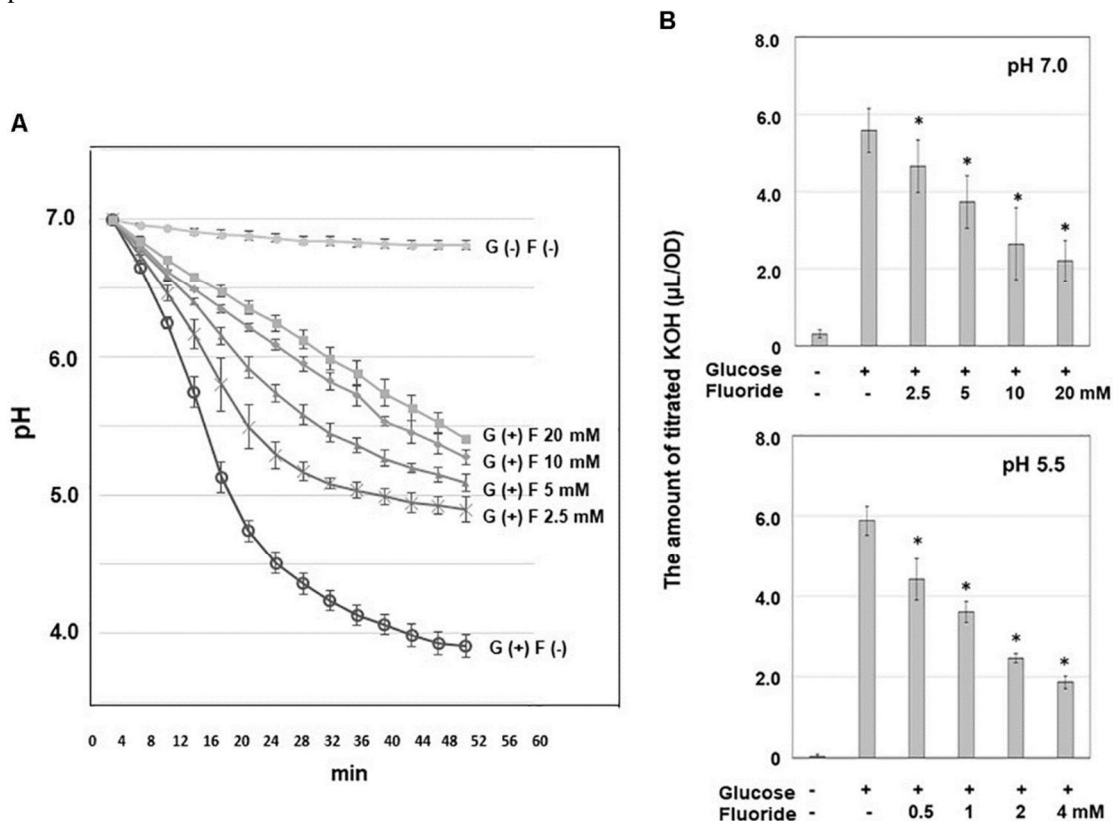 A
pH
7.0
6.0
5.0
4.0
G (-) F (-)
G (+) F 20 mM
G (+) F 10 mM
G (+) F 5 mM
G (+) F 2.5 mM
G (+) F (-)
0 4 8 12 16 20 24 28 32 36 40 44 48 52 56 60
min
B
The amount of titrated KOH (µL/OD)
8.0
6.0
4.0
2.0
0
pH 7.0
Glucose - + + + + +
Fluoride - - 2.5 5 10 20 mM
8.0
6.0
4.0
2.0
0
pH 5.5
Glucose - + + + + +
Fluoride - - 0.5 1 2 4 mM